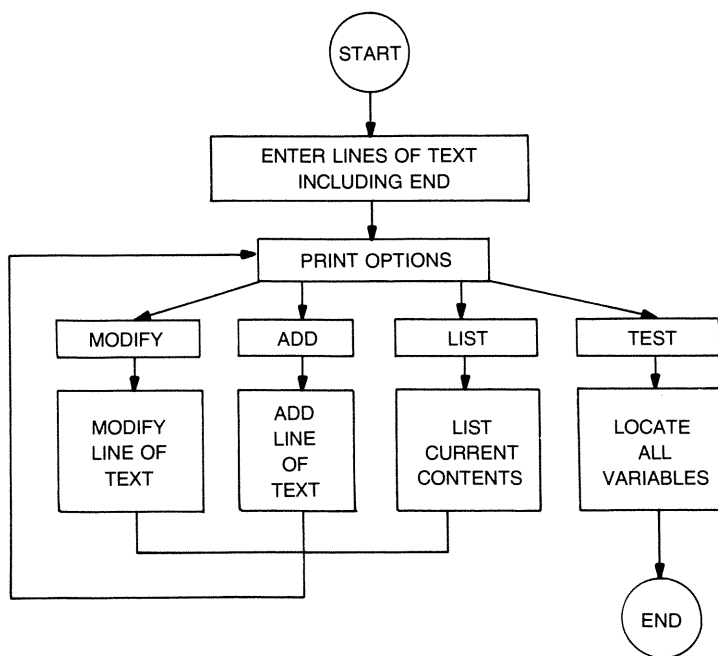 START
ENTER LINES OF TEXT
INCLUDING END
PRINT OPTIONS
MODIFY
ADD
LIST
TEST
MODIFY
LINE OF
TEXT
ADD
LINE
OF
TEXT
LIST
CURRENT
CONTENTS
LOCATE
ALL
VARIABLES
END